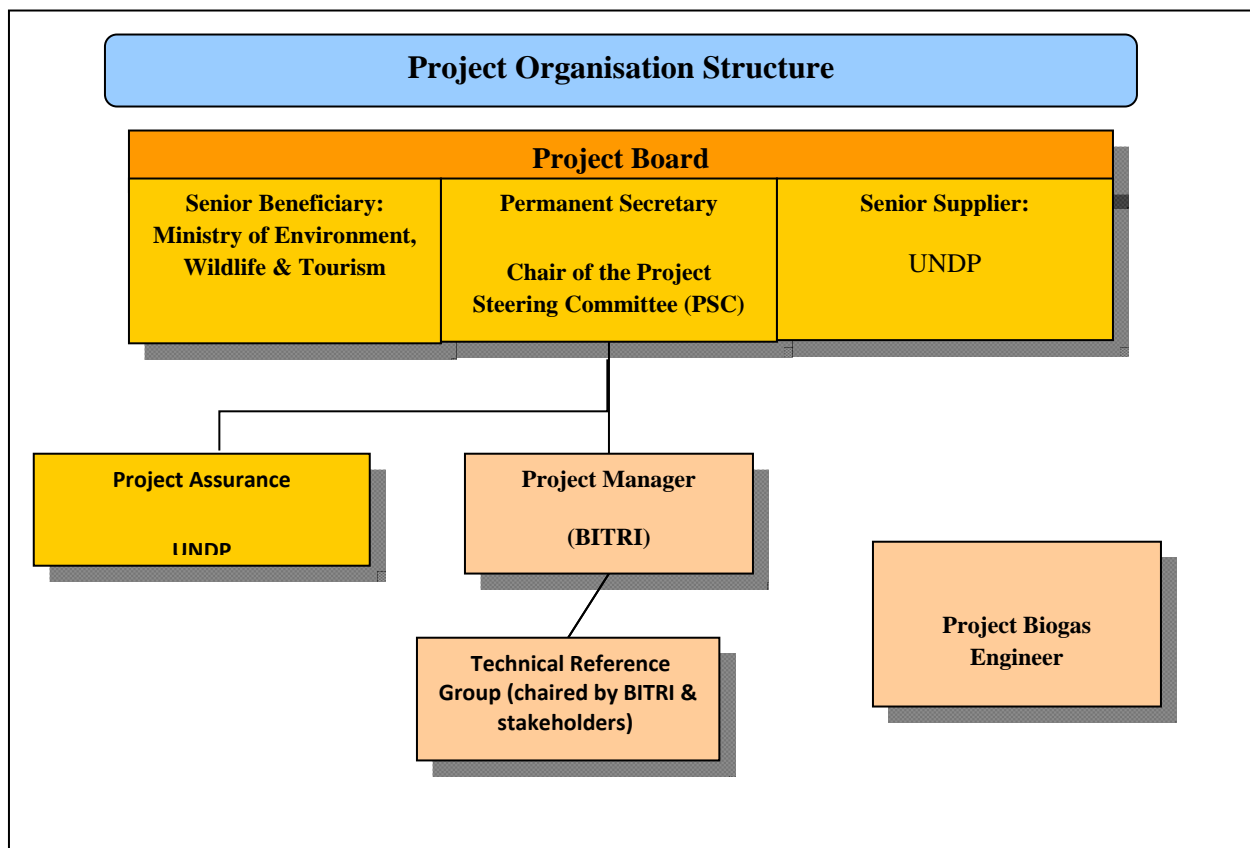 Project Organisation Structure
Project Board
Senior Beneficiary:
Ministry of Environment,
Wildlife & Tourism
Permanent Secretary
Chair of the Project
Steering Committee (PSC)
Senior Supplier:
UNDP
Project Assurance
UNDP
Project Manager
(BITRI)
Project Biogas
Engineer
Technical Reference
Group (chaired by BITRI &
stakeholders)